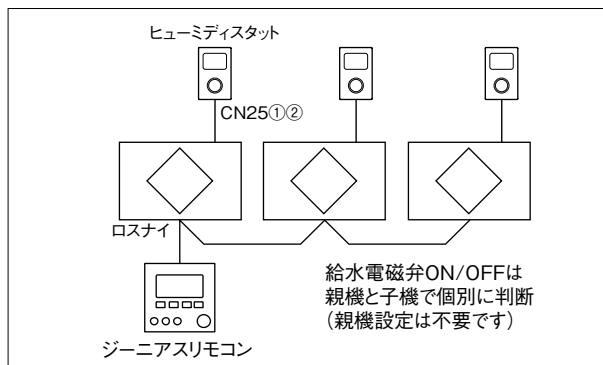 ヒューミディスタット
CN25①②
ロスナイ
給水電磁弁ON/OFFは
親機と子機で個別に判断
（親機設定は不要です）
ジーニアスリモコン